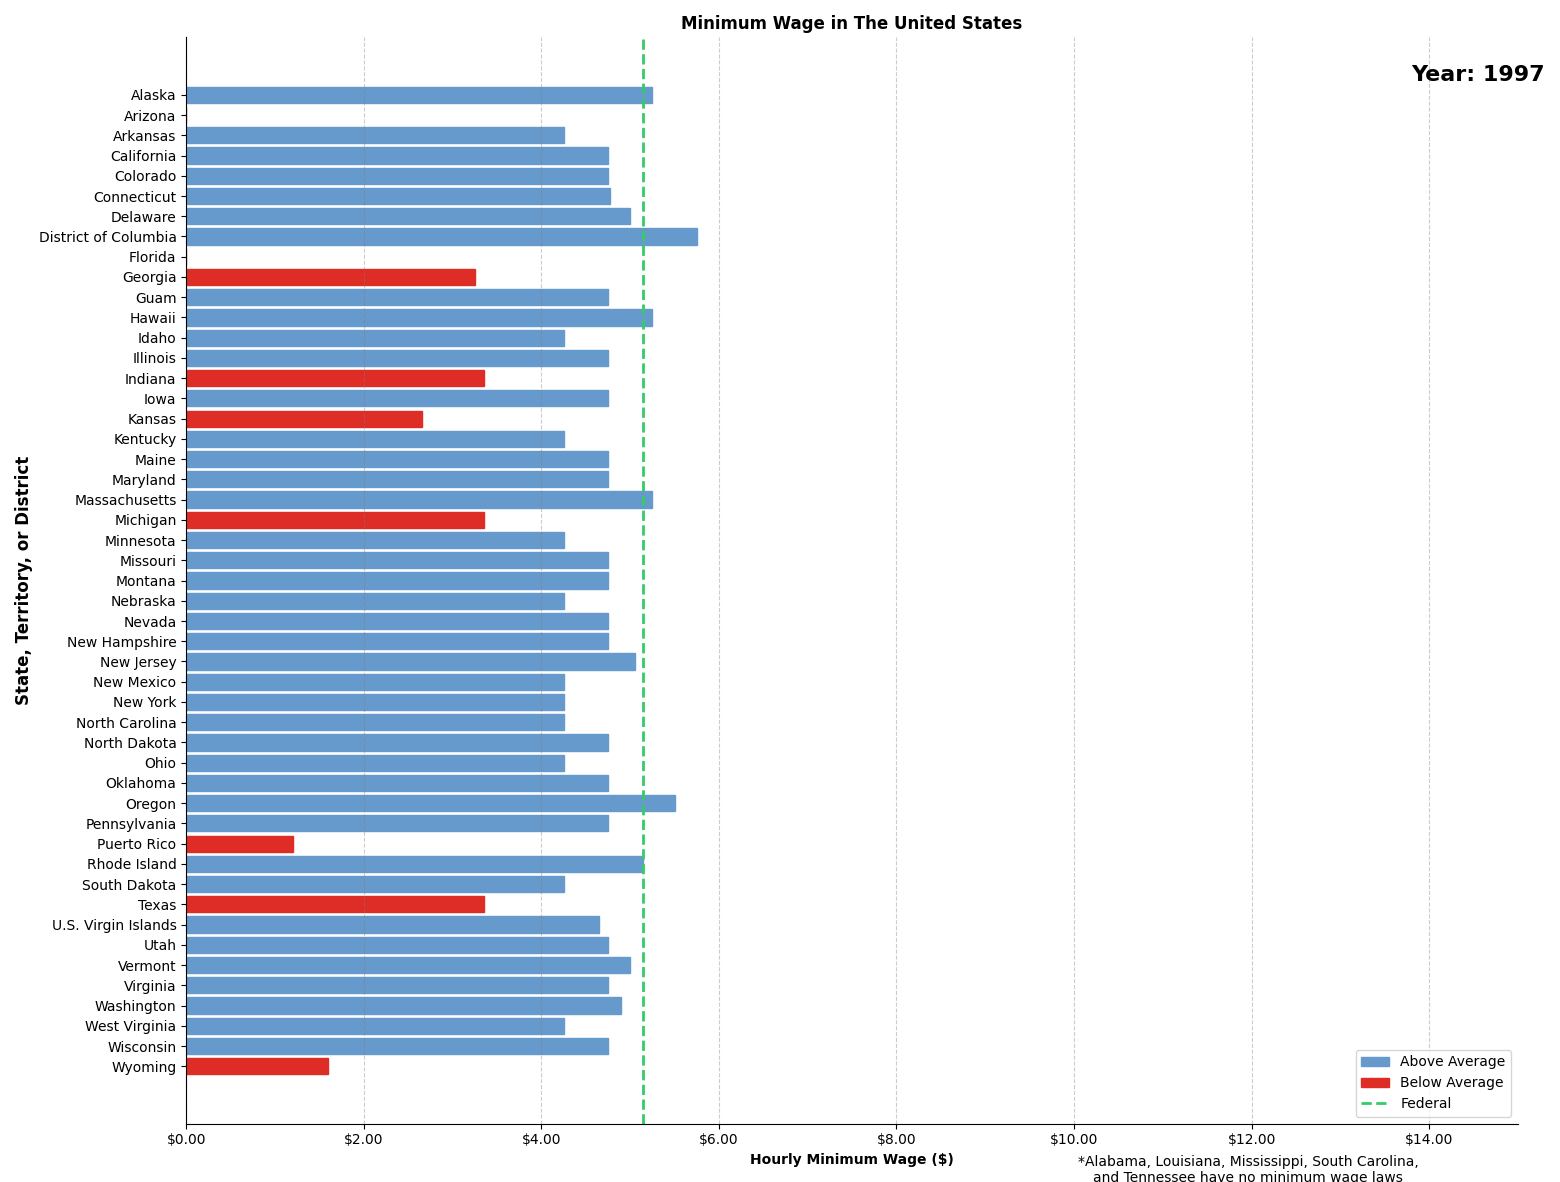 Minimum Wage in The United States
Year: 1997
State, Territory, or District
Alaska
Arizona
Arkansas
California
Colorado
Connecticut
Delaware
District of Columbia
Florida
Georgia
Guam
Hawaii
Idaho
Illinois
Indiana
Iowa
Kansas
Kentucky
Maine
Maryland
Massachusetts
Michigan
Minnesota
Missouri
Montana
Nebraska
Nevada
New Hampshire
New Jersey
New Mexico
New York
North Carolina
North Dakota
Ohio
Oklahoma
Oregon
Pennsylvania
Puerto Rico
Rhode Island
South Dakota
Texas
U.S. Virgin Islands
Utah
Vermont
Virginia
Washington
West Virginia
Wisconsin
Wyoming
Above Average
Below Average
Federal
$0.00 $2.00 $4.00 $6.00 $8.00 $10.00 $12.00 $14.00
Hourly Minimum Wage ($)
*Alabama, Louisiana, Mississippi, South Carolina,
and Tennessee have no minimum wage laws